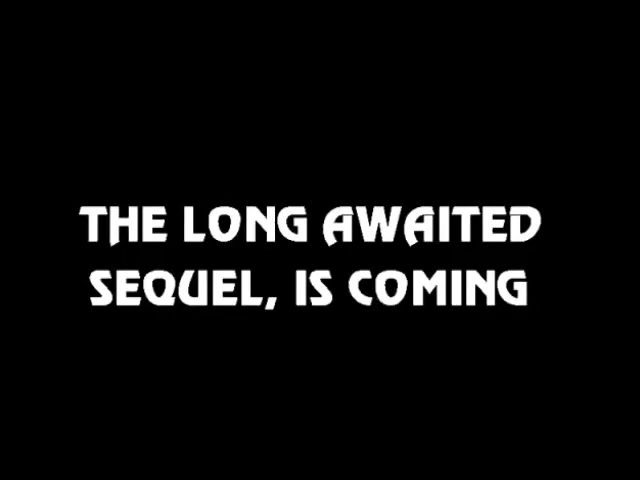 THE LONG AWAITED
SEQUEL, IS COMING